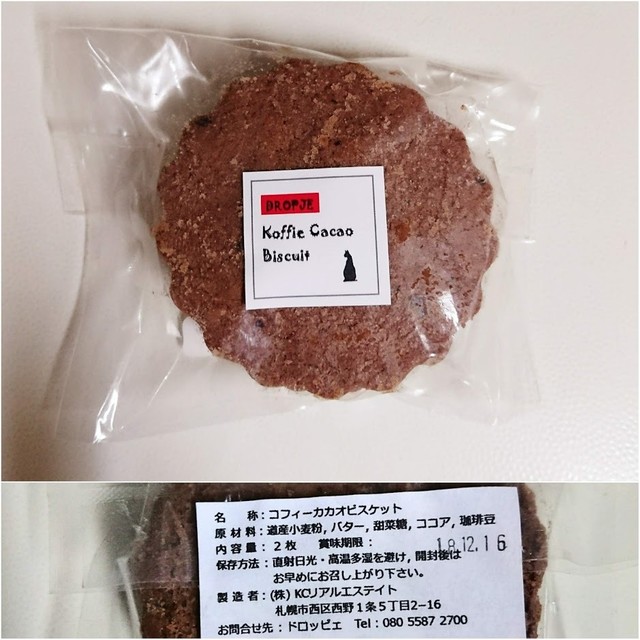 DROPJE
Koffie Cacao
Biscuit
名　称：コフィーカカオビスケット
原材料：道産小麦粉, バター, 甜菜糖, ココア, 珈琲豆
内容量：２枚　賞味期限：　18.12.16
保存方法：直射日光・高温多湿を避け, 開封後は
お早めにお召し上がり下さい。
製造者：(株) KCリアルエステイト
札幌市西区西野１条５丁目2−16
お問合せ先：ドロッピェ　Tel：080 5587 2700